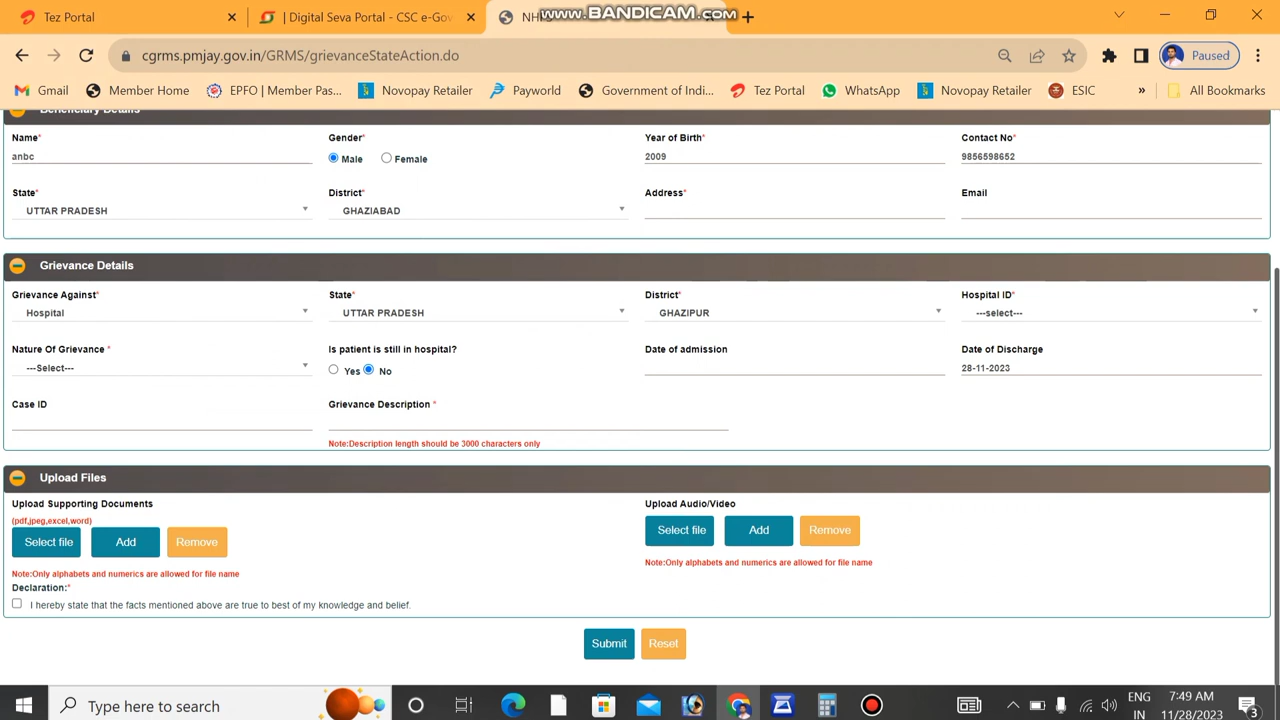 Tez Portal
| Digital Seva Portal - CSC e-Gov
www.BANDICAM.com
cgrms.pmjay.gov.in/GRMS/grievanceStateAction.do
Paused
Gmail
Member Home
EPFO | Member Pas...
Novopay Retailer
Payworld
Government of Indi...
Tez Portal
WhatsApp
Novopay Retailer
ESIC
»
All Bookmarks
Beneficiary Details
Name* Gender* Year of Birth* Contact No*
anbc Male Female 2009 9856598652
State* District* Address* Email
UTTAR PRADESH GHAZIABAD
Grievance Details
Grievance Against* State* District* Hospital ID*
Hospital UTTAR PRADESH GHAZIPUR ---select---
Nature Of Grievance * Is patient is still in hospital? Date of admission Date of Discharge
---Select--- Yes No 28-11-2023
Case ID Grievance Description *
Note:Description length should be 3000 characters only
Upload Files
Upload Supporting Documents Upload Audio/Video
(pdf,jpeg,excel,word)
Select file Add Remove Select file Add Remove
Note:Only alphabets and numerics are allowed for file name Note:Only alphabets and numerics are allowed for file name
Declaration:*
I hereby state that the facts mentioned above are true to best of my knowledge and belief.
Submit Reset
Type here to search
ENG
IN
7:49 AM
11/28/2023
3